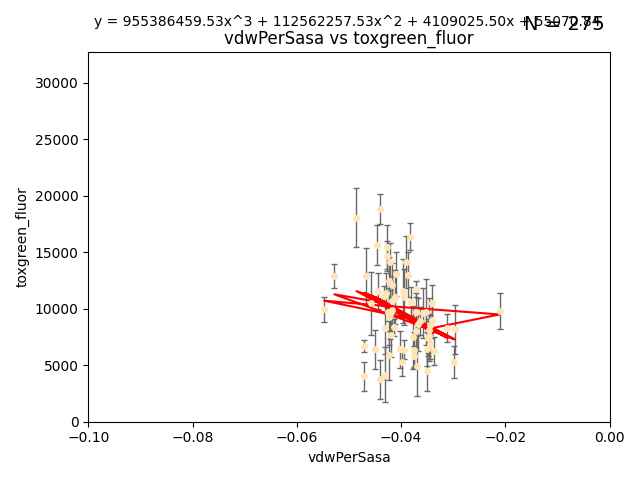 y = 955386459.53x^3 + 112562257.53x^2 + 4109025.50x + 55070.84
N = 275
vdwPerSasa vs toxgreen_fluor
30000
25000
20000
15000
10000
5000
0
toxgreen_fluor
−0.10
−0.08
−0.06
−0.04
−0.02
0.00
vdwPerSasa